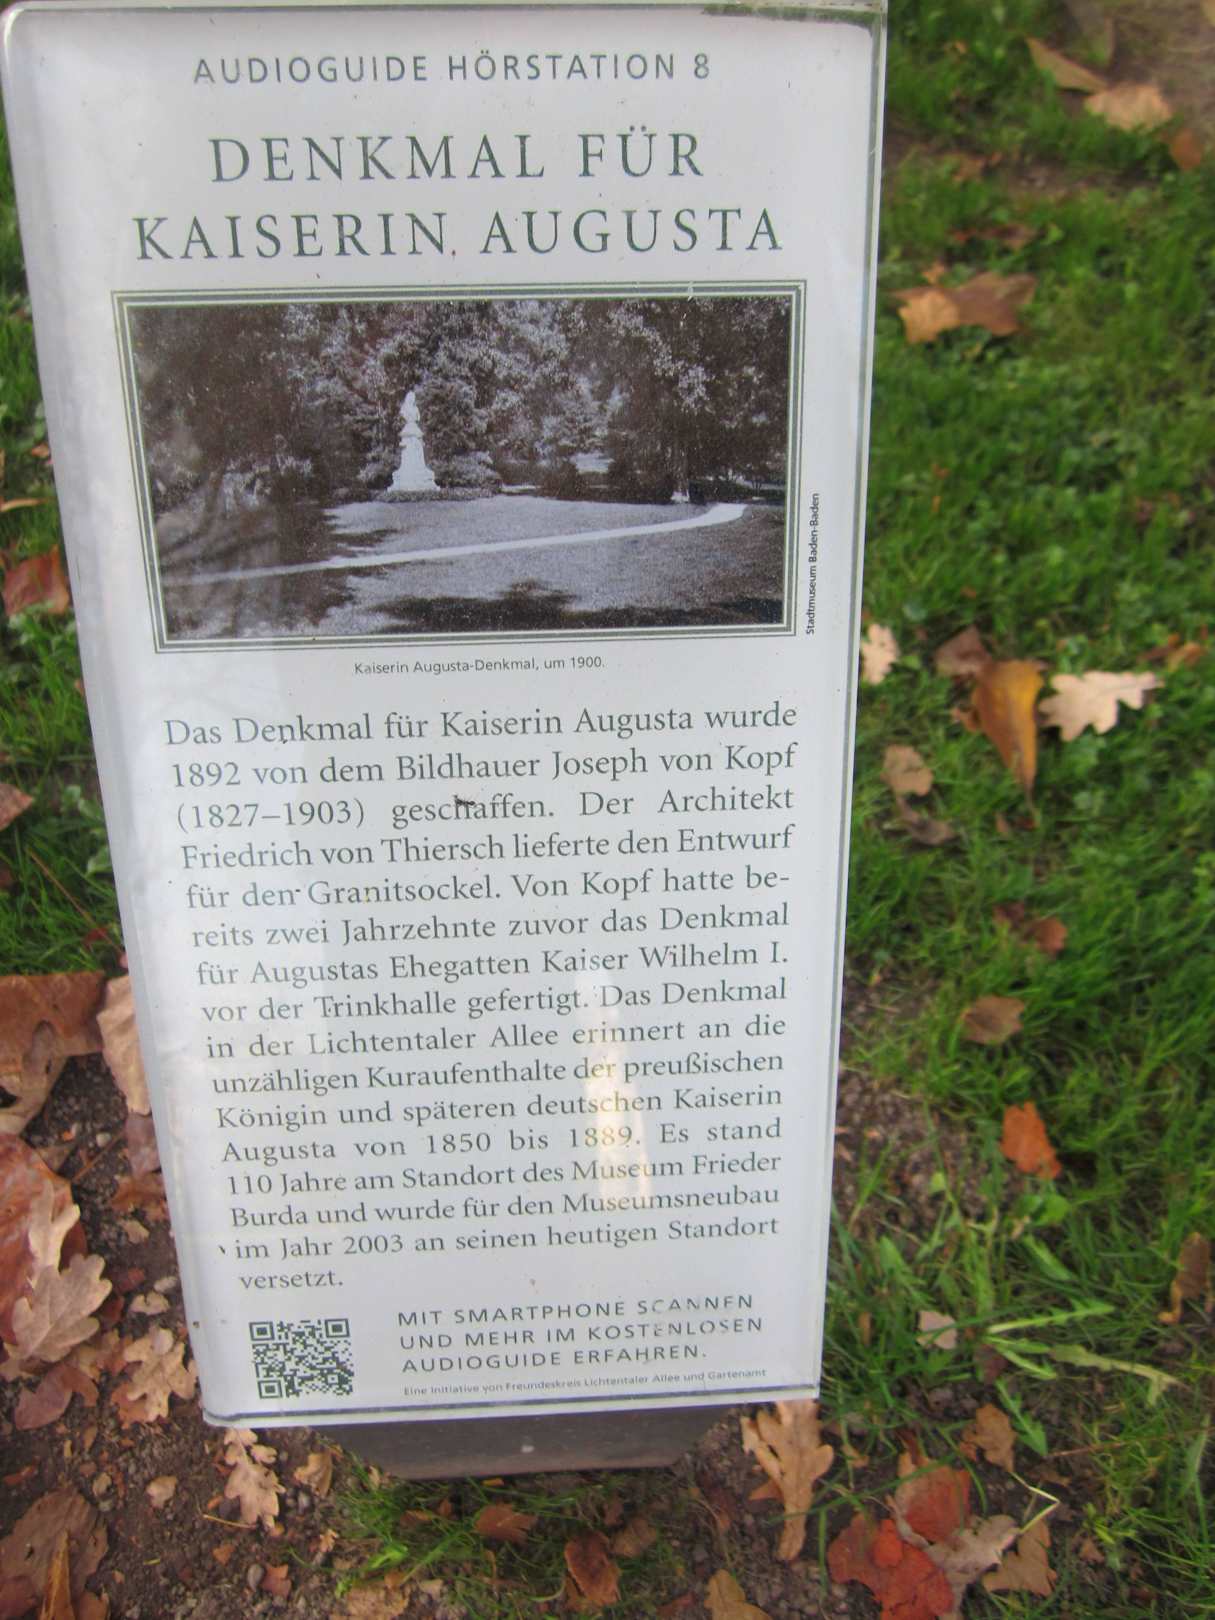 AUDIOGUIDE HÖRSTATION 8
DENKMAL FÜR
KAISERIN AUGUSTA
Stadtmuseum Baden-Baden
Kaiserin Augusta-Denkmal, um 1900.
Das Denkmal für Kaiserin Augusta wurde
1892 von dem Bildhauer Joseph von Kopf
(1827–1903) geschaffen. Der Architekt
Friedrich von Thiersch lieferte den Entwurf
für den Granitsockel. Von Kopf hatte be-
reits zwei Jahrzehnte zuvor das Denkmal
für Augustas Ehegatten Kaiser Wilhelm I.
vor der Trinkhalle gefertigt. Das Denkmal
in der Lichtentaler Allee erinnert an die
unzähligen Kuraufenthalte der preußischen
Königin und späteren deutschen Kaiserin
Augusta von 1850 bis 1889. Es stand
110 Jahre am Standort des Museum Frieder
Burda und wurde für den Museumsneubau
im Jahr 2003 an seinen heutigen Standort
versetzt.
MIT SMARTPHONE SCANNEN
UND MEHR IM KOSTENLOSEN
AUDIOGUIDE ERFAHREN.
Eine Initiative von Freundeskreis Lichtentaler Allee und Gartenamt